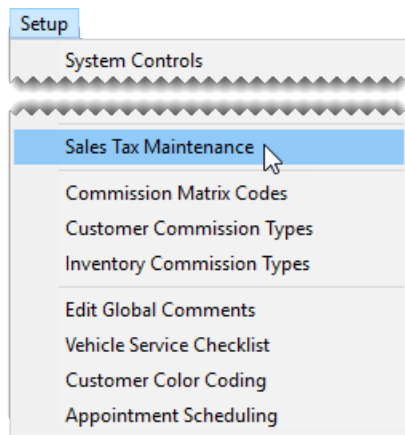 Setup
System Controls
Sales Tax Maintenance
Commission Matrix Codes
Customer Commission Types
Inventory Commission Types
Edit Global Comments
Vehicle Service Checklist
Customer Color Coding
Appointment Scheduling